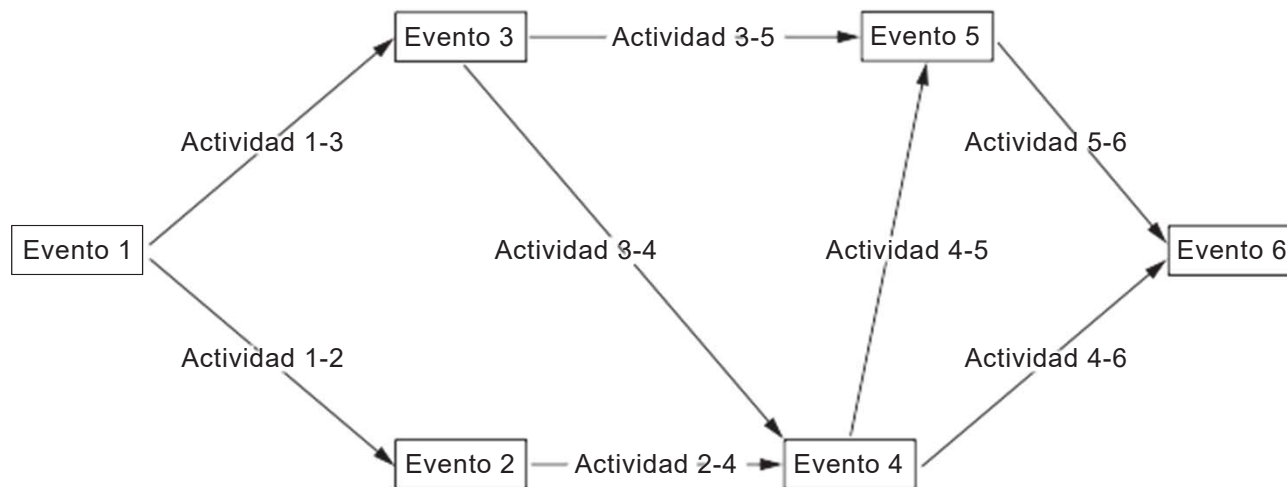 Evento 3
Actividad 3-5
Evento 5
Actividad 1-3
Actividad 5-6
Evento 1
Actividad 3-4
Actividad 4-5
Evento 6
Actividad 1-2
Actividad 4-6
Evento 2
Actividad 2-4
Evento 4